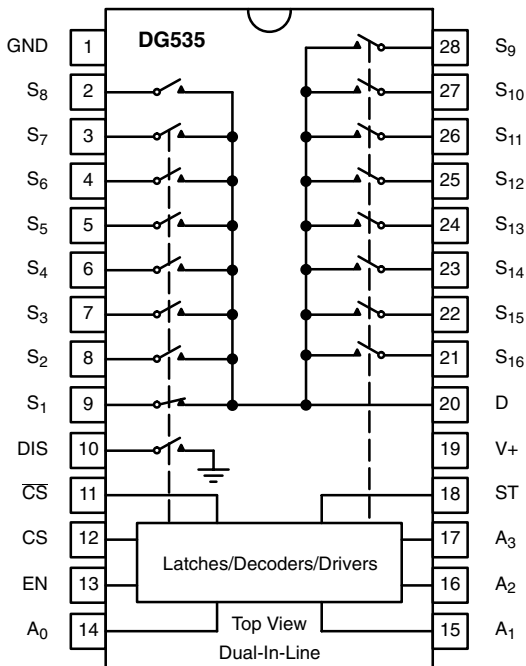 DG535
GND 1 28 S9
S8 2 27 S10
S7 3 26 S11
S6 4 25 S12
S5 5 24 S13
S4 6 23 S14
S3 7 22 S15
S2 8 21 S16
S1 9 20 D
DIS 10 19 V+
C̅S̅ 11 18 ST
CS 12 17 A3
Latches/Decoders/Drivers
EN 13 16 A2
A0 14 Top View 15 A1
Dual-In-Line